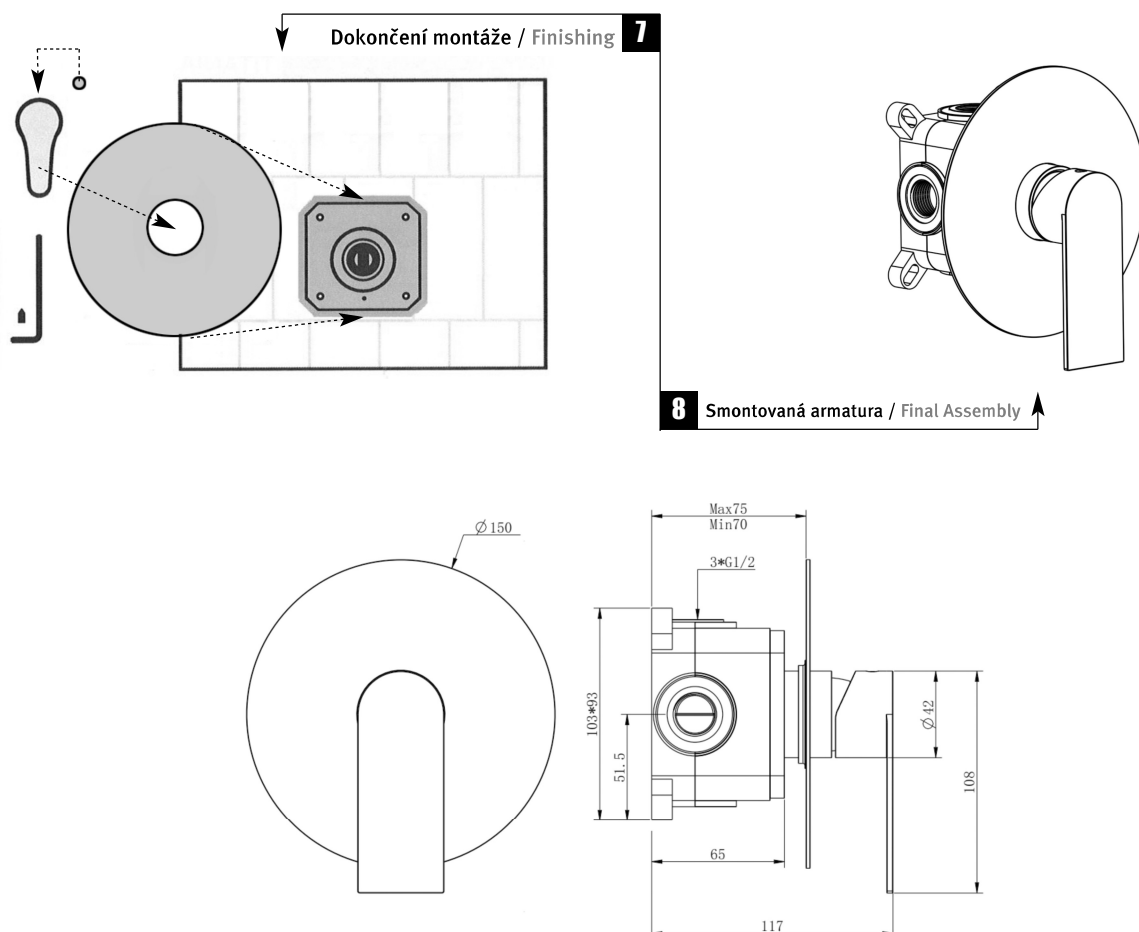 Dokončení montáže / Finishing 7
8 Smontovaná armatura / Final Assembly
Ø150
Max75
Min70
3*G1/2
103*93
51.5
Ø42
108
65
117